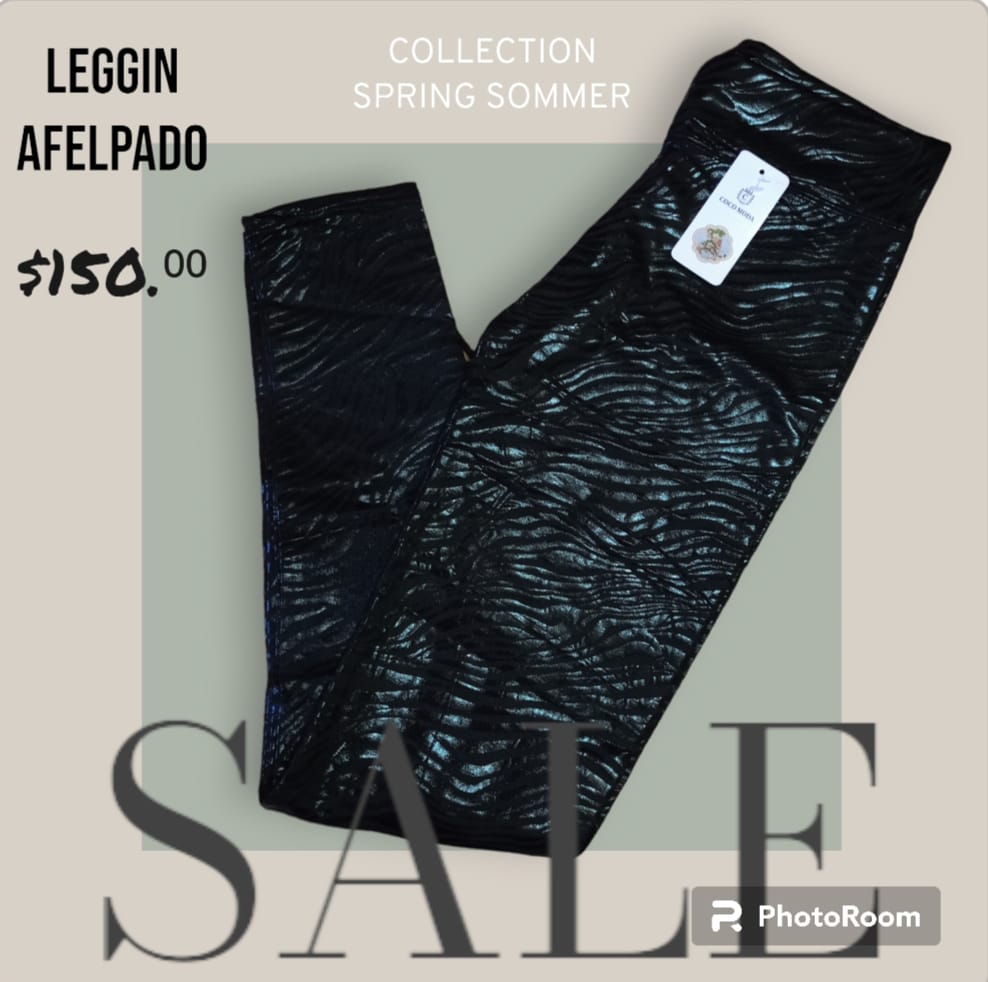 LEGGIN
AFELPADO
$150.00
COLLECTION
SPRING SOMMER
COCO MODA
SALE
PhotoRoom